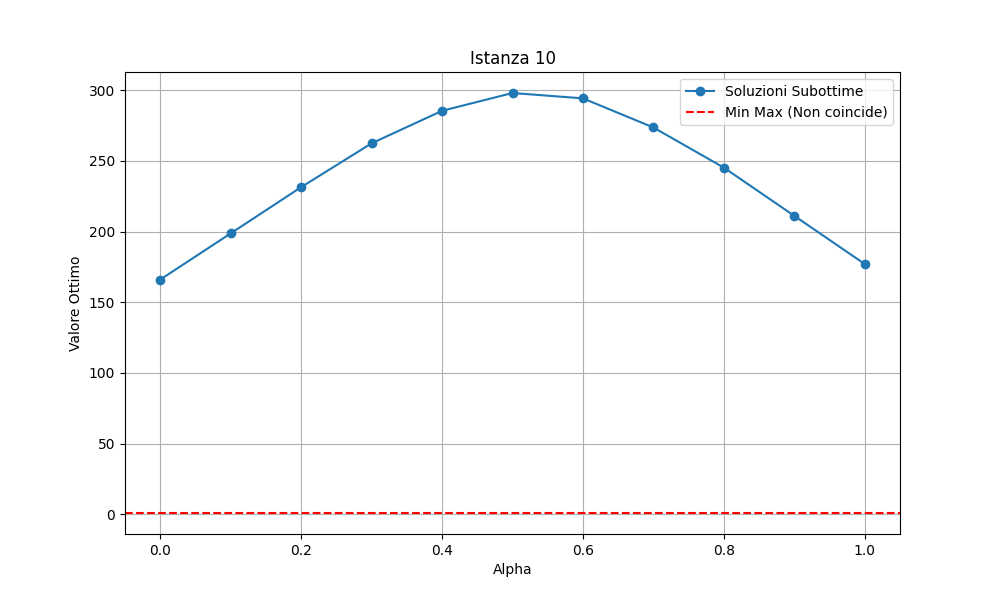 Istanza 10
Soluzioni Subottime
Min Max (Non coincide)
Valore Ottimo
300
250
200
150
100
50
0
0.0 0.2 0.4 0.6 0.8 1.0
Alpha